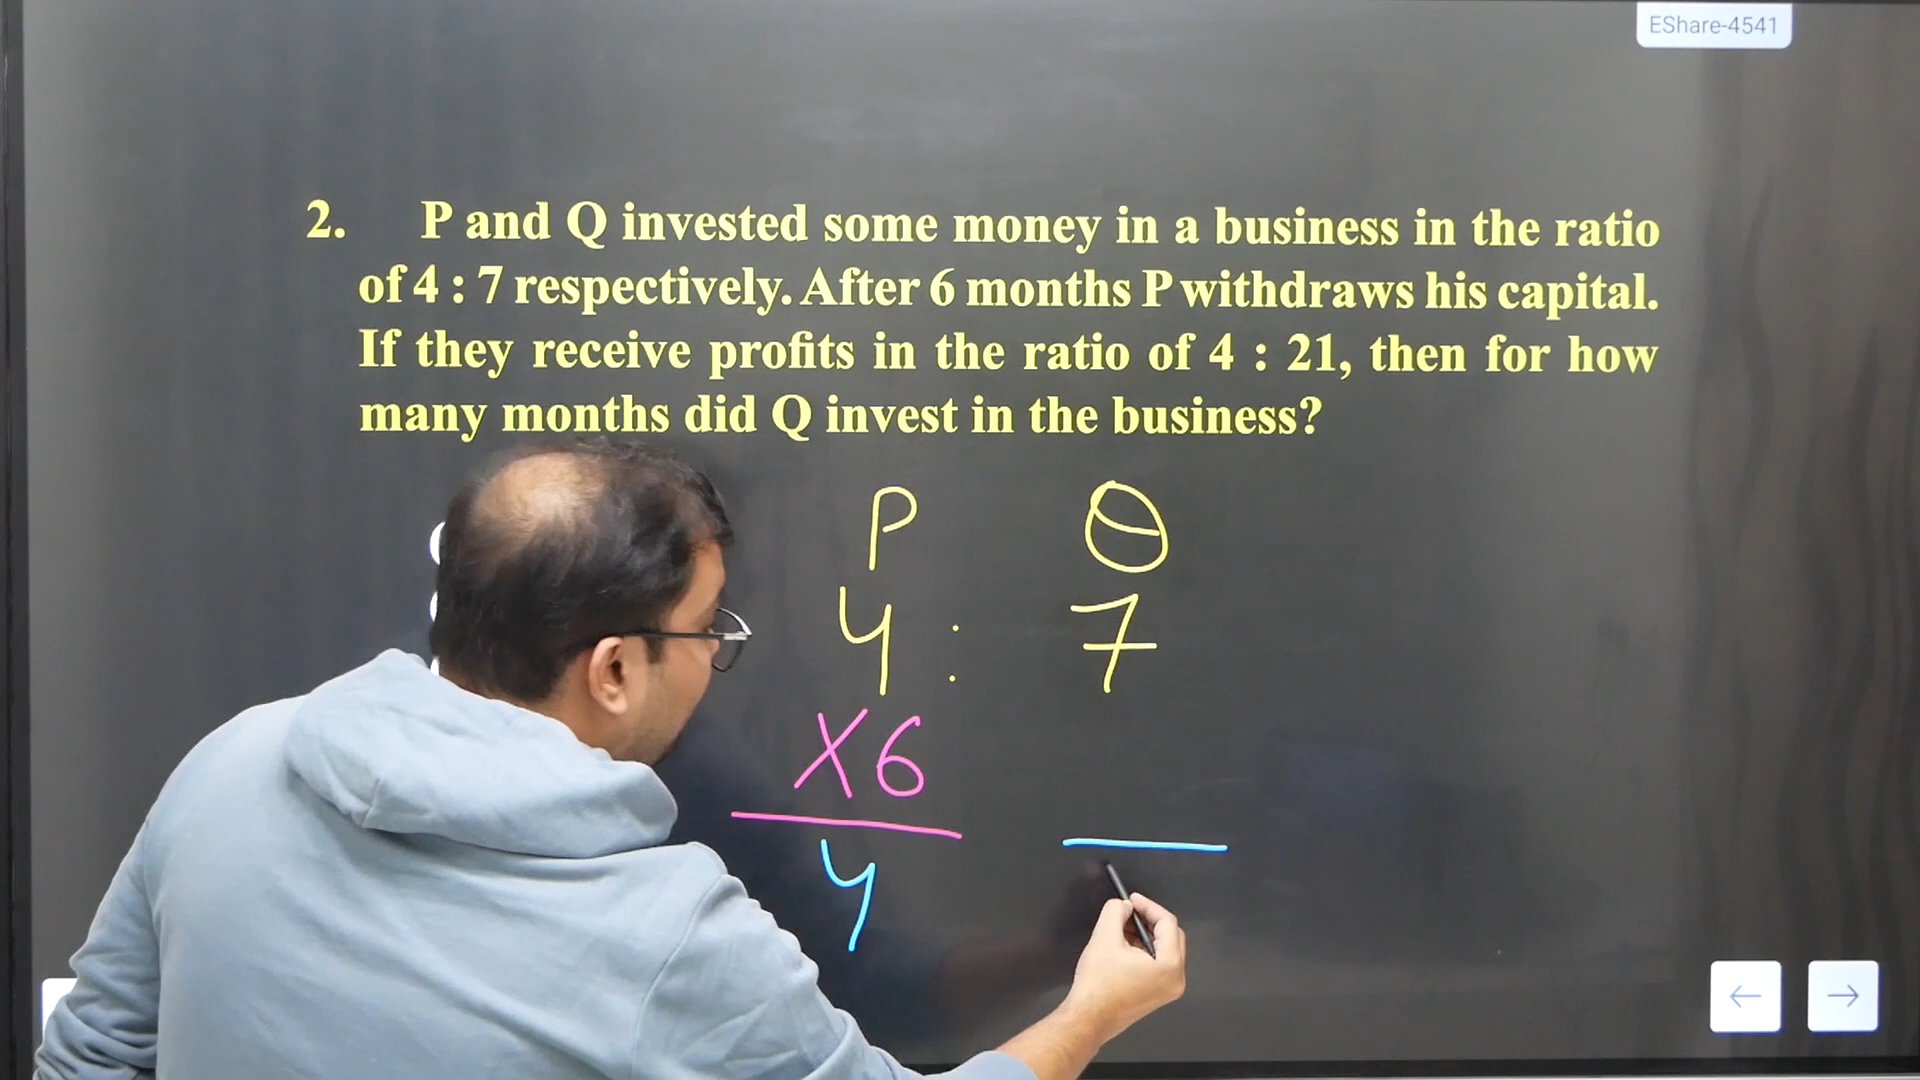 EShare-4541
2. P and Q invested some money in a business in the ratio
of 4 : 7 respectively. After 6 months P withdraws his capital.
If they receive profits in the ratio of 4 : 21, then for how
many months did Q invest in the business?
P Q
4 : 7
X6
4